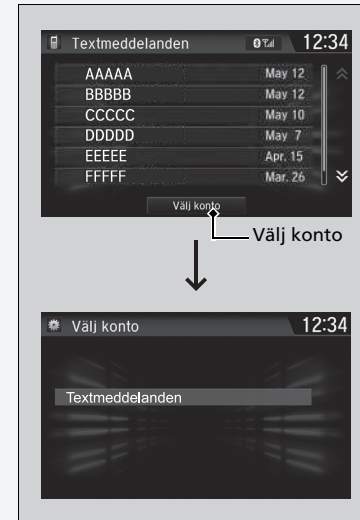 Textmeddelanden 12:34
AAAAA May 12
BBBBB May 12
CCCCC May 10
DDDDD May 7
EEEEE Apr. 15
FFFFF Mar. 26
Välj konto
Välj konto
Välj konto 12:34
Textmeddelanden